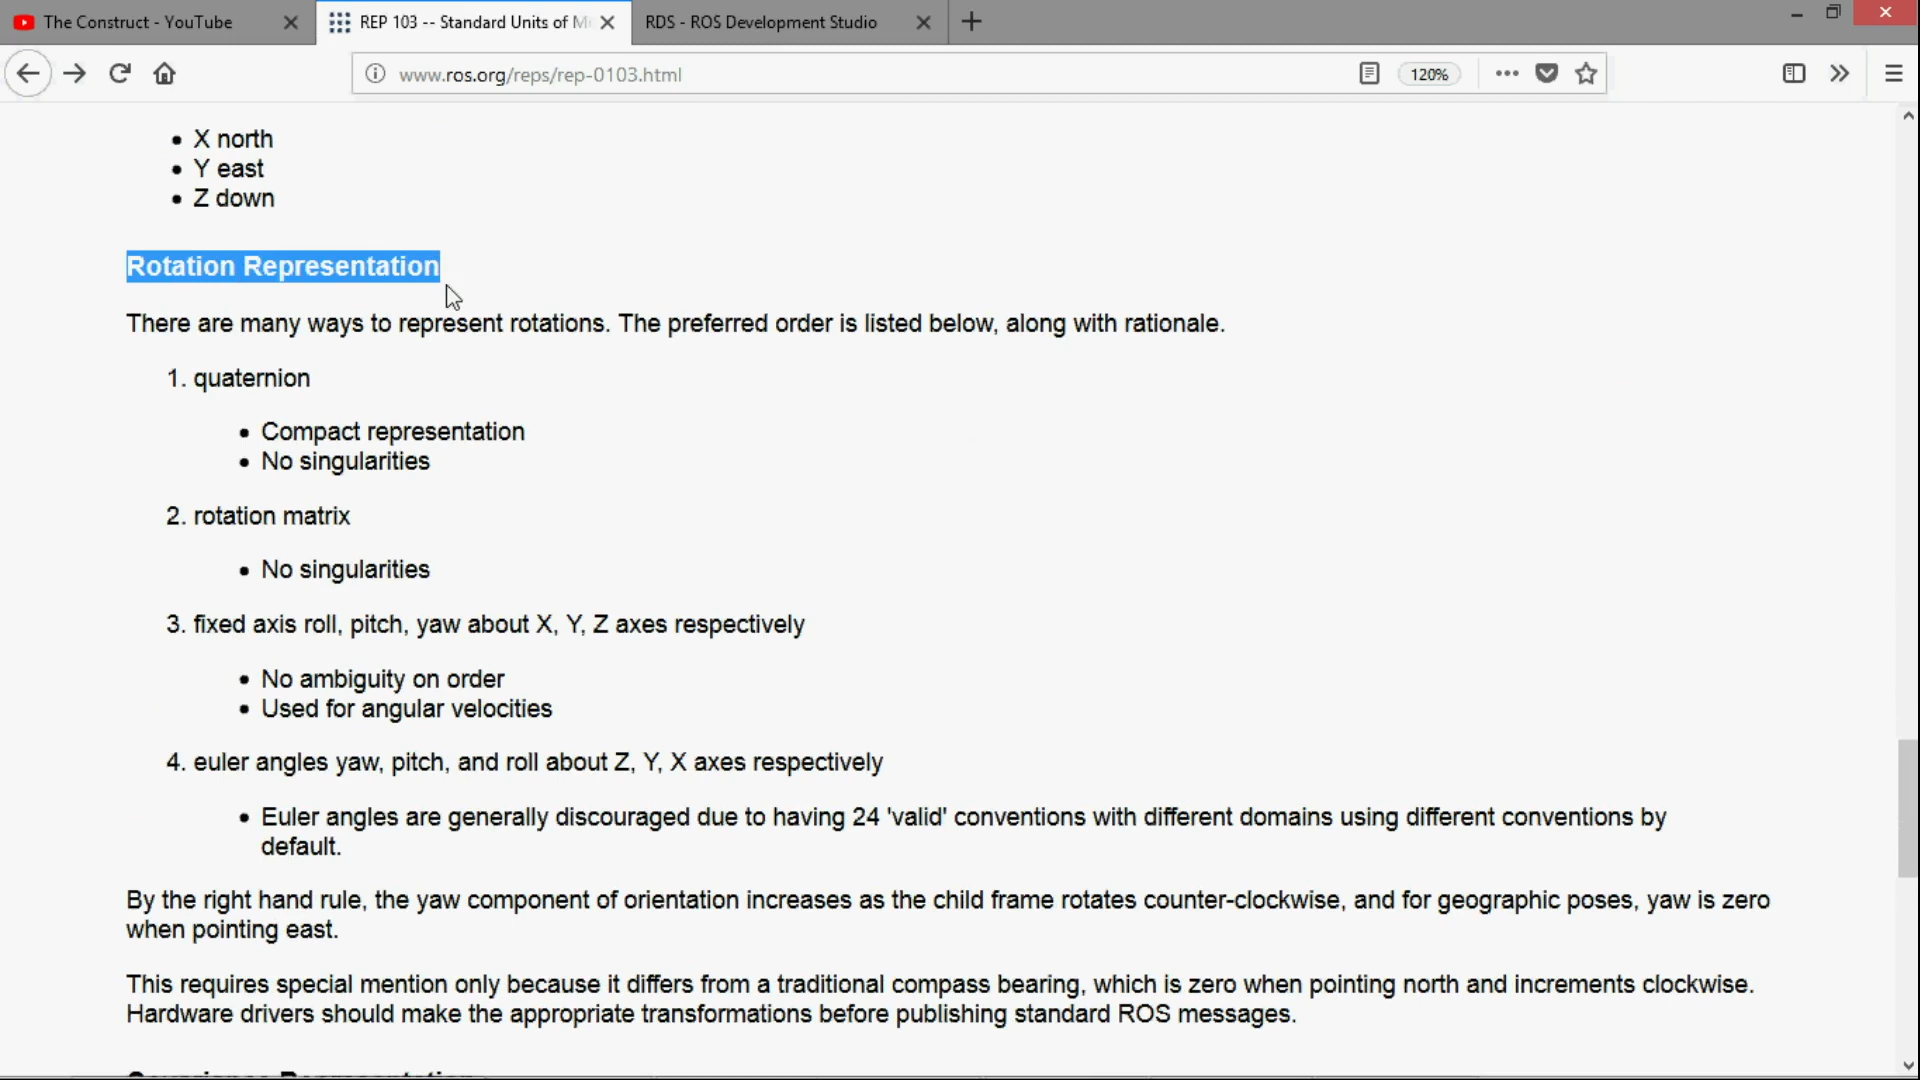 The Construct - YouTube
REP 103 -- Standard Units of M
RDS - ROS Development Studio
www.ros.org/reps/rep-0103.html
120%
• X north
• Y east
• Z down
Rotation Representation
There are many ways to represent rotations. The preferred order is listed below, along with rationale.
1. quaternion
• Compact representation
• No singularities
2. rotation matrix
• No singularities
3. fixed axis roll, pitch, yaw about X, Y, Z axes respectively
• No ambiguity on order
• Used for angular velocities
4. euler angles yaw, pitch, and roll about Z, Y, X axes respectively
• Euler angles are generally discouraged due to having 24 'valid' conventions with different domains using different conventions by
default.
By the right hand rule, the yaw component of orientation increases as the child frame rotates counter-clockwise, and for geographic poses, yaw is zero
when pointing east.
This requires special mention only because it differs from a traditional compass bearing, which is zero when pointing north and increments clockwise.
Hardware drivers should make the appropriate transformations before publishing standard ROS messages.